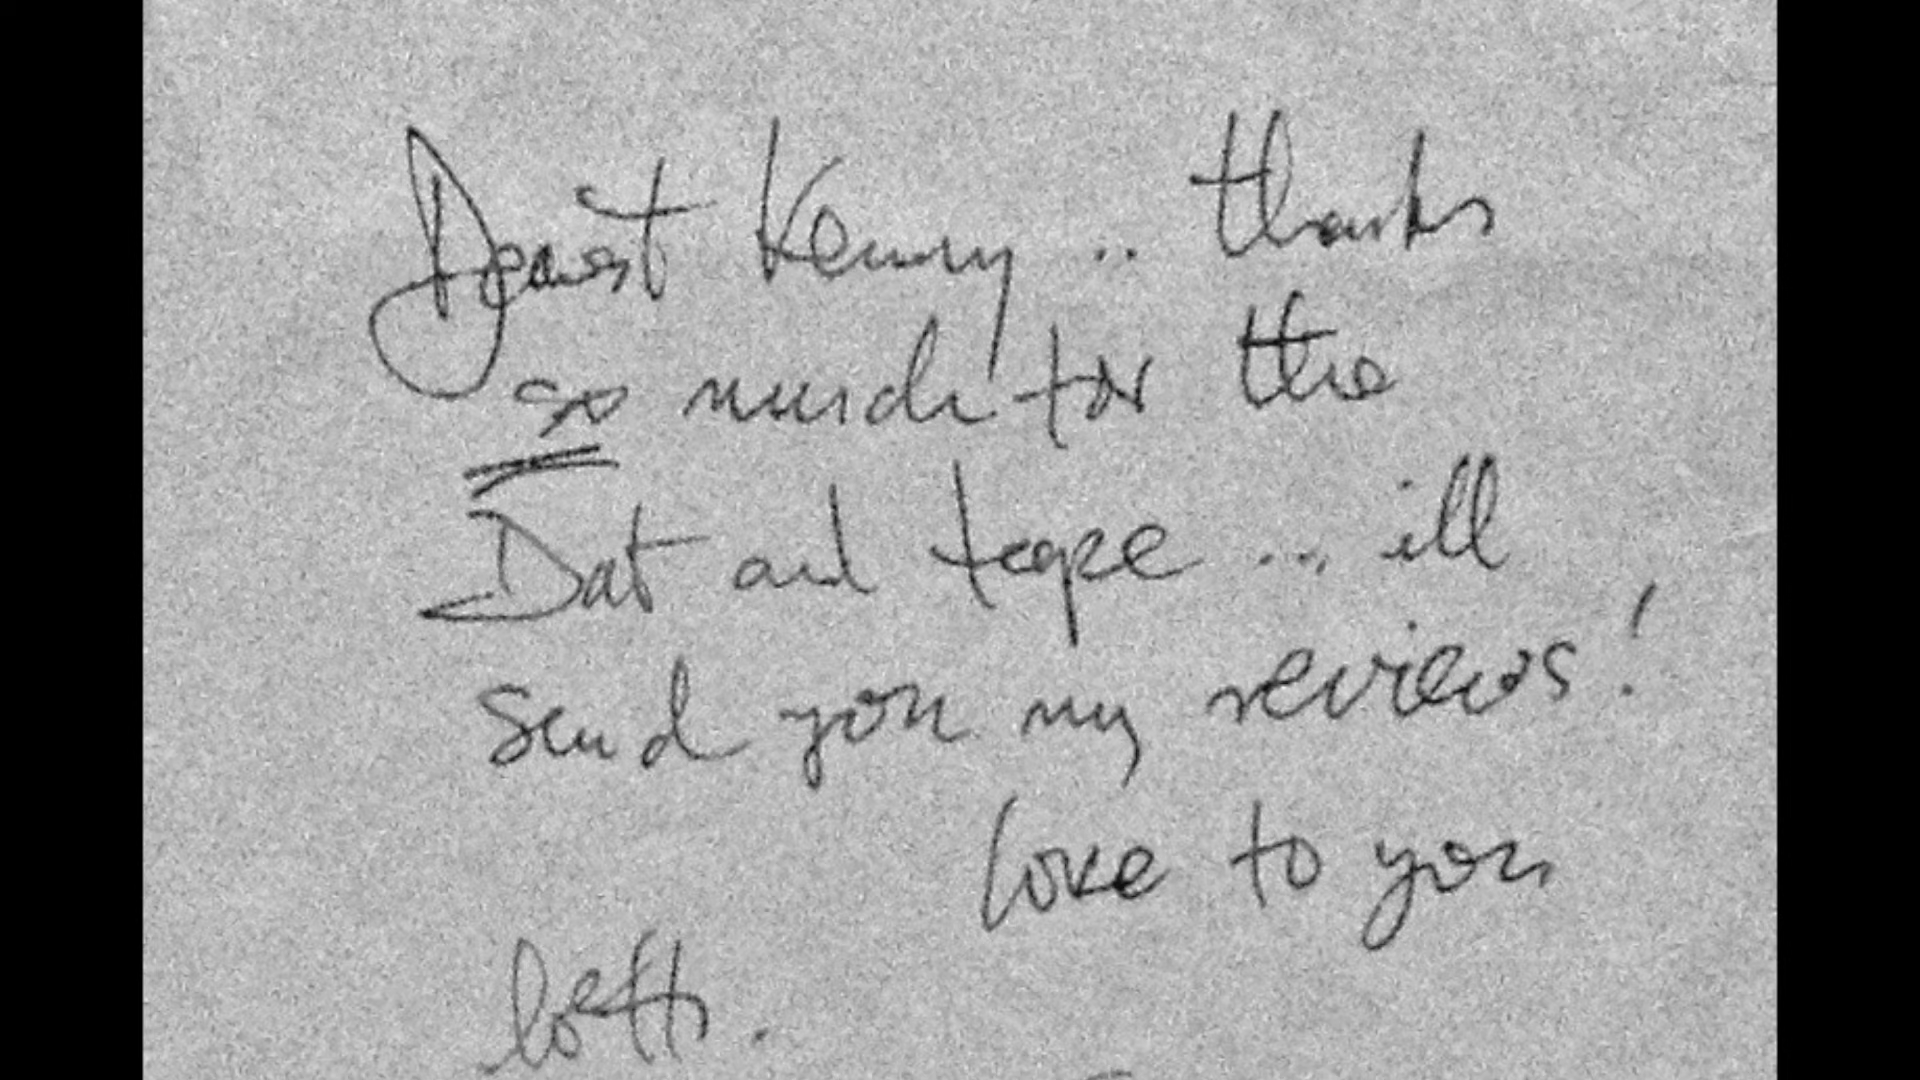 Dearest Kenny .. thanks
so much for the
Dat and tape ... ill
send you my reviews!
love to you
both.